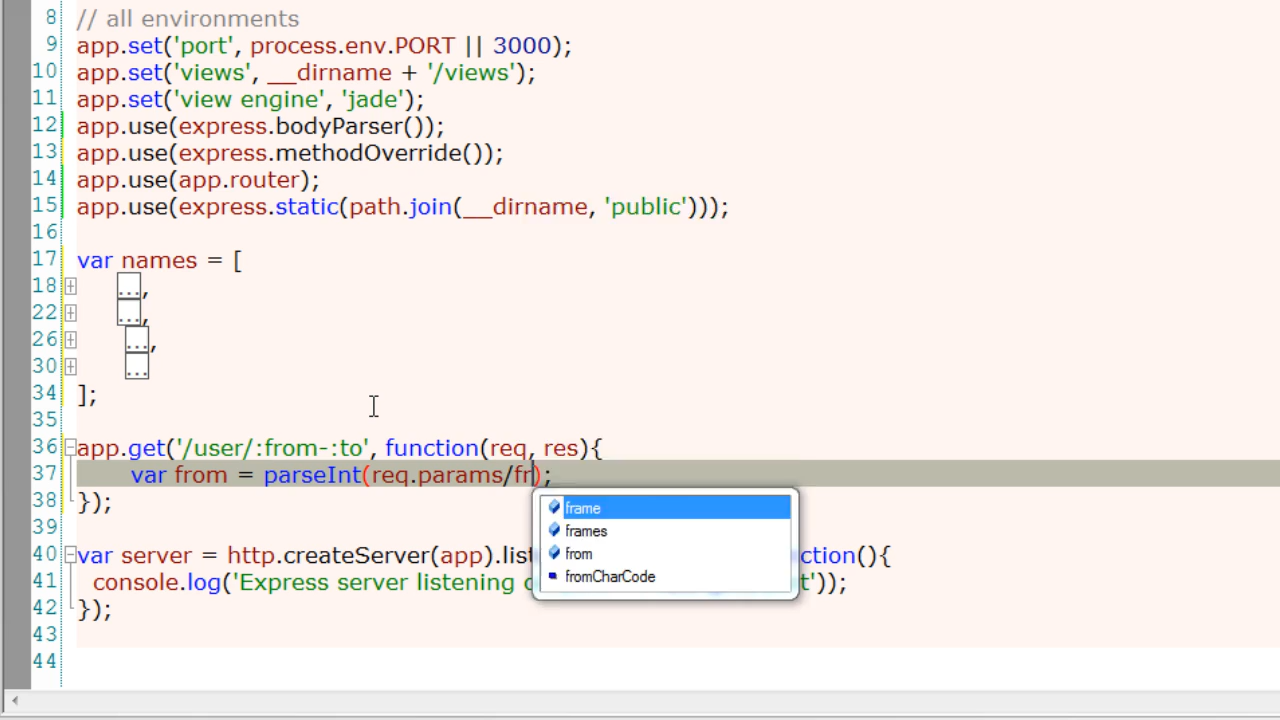 8 // all environments
9 app.set('port', process.env.PORT || 3000);
10 app.set('views', __dirname + '/views');
11 app.set('view engine', 'jade');
12 app.use(express.bodyParser());
13 app.use(express.methodOverride());
14 app.use(app.router);
15 app.use(express.static(path.join(__dirname, 'public')));
16
17 var names = [
18 ...,
22 ...,
26 ...,
30 ...
34 ];
35
36 app.get('/user/:from-:to', function(req, res){
37 var from = parseInt(req.params/fr);
38 });
frame
frames
from
fromCharCode
39
40 var server = http.createServer(app).list ction(){
41 console.log('Express server listening o t'));
42 });
43
44